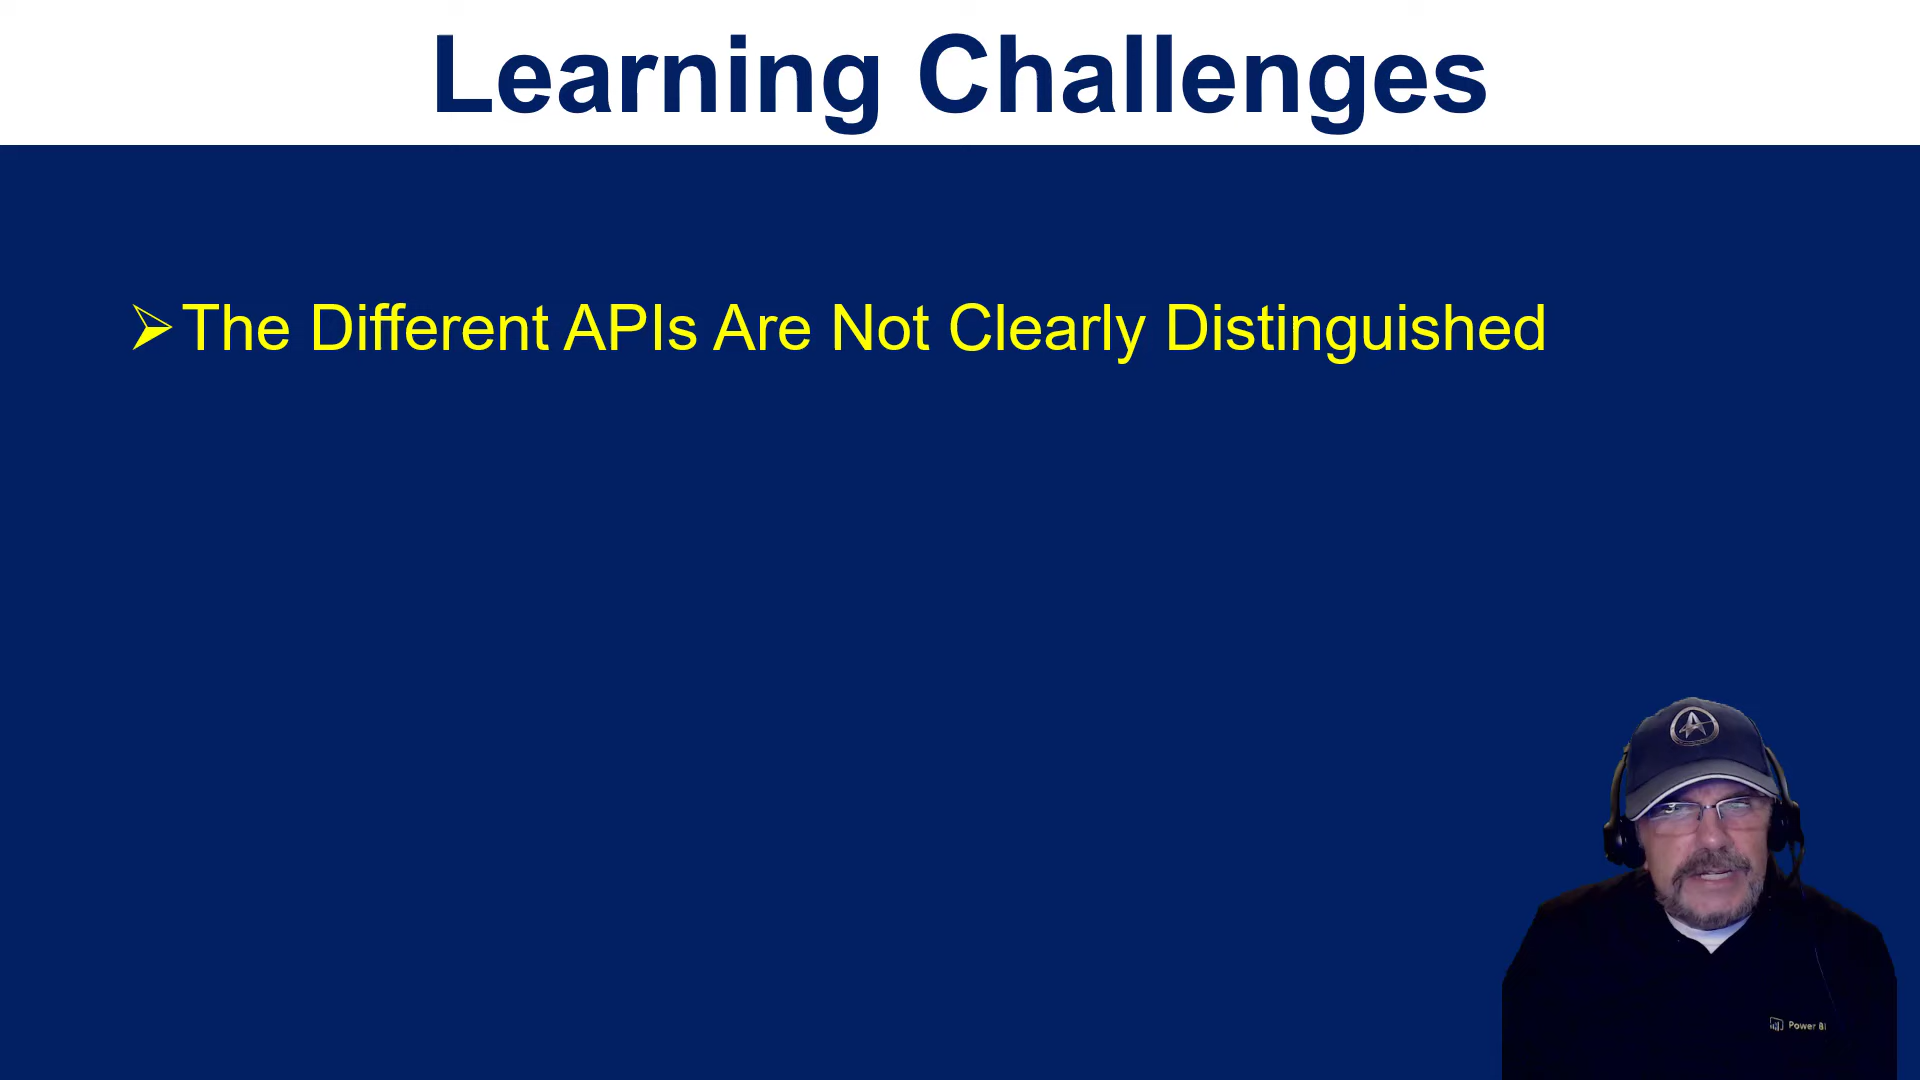 Learning Challenges
The Different APIs Are Not Clearly Distinguished
Power BI